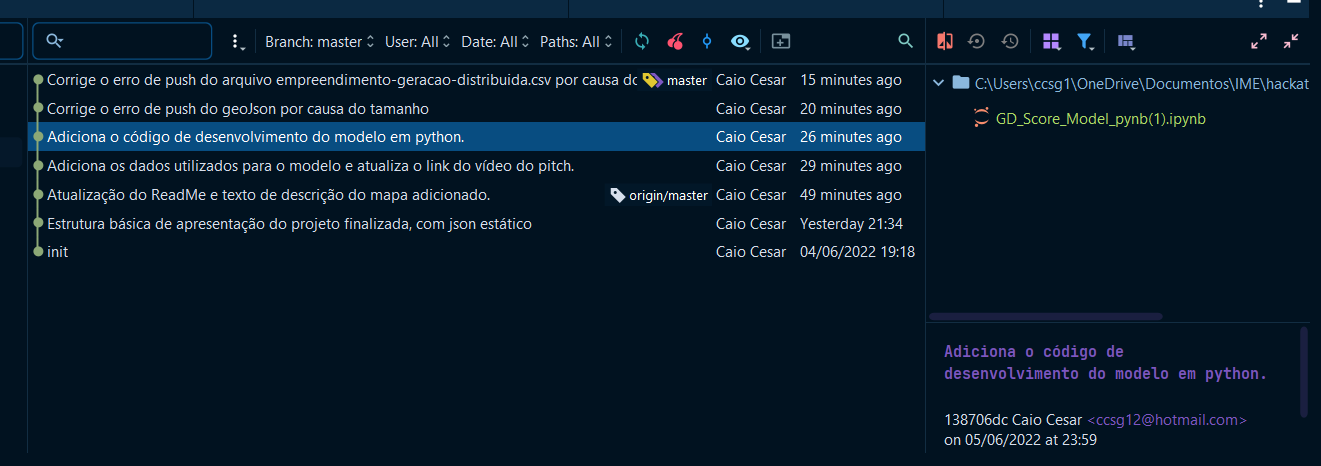 Branch: master User: All Date: All Paths: All
Corrige o erro de push do arquivo empreendimento-geracao-distribuida.csv por causa do master Caio Cesar 15 minutes ago
Corrige o erro de push do geoJson por causa do tamanho Caio Cesar 20 minutes ago
Adiciona o código de desenvolvimento do modelo em python. Caio Cesar 26 minutes ago
Adiciona os dados utilizados para o modelo e atualiza o link do vídeo do pitch. Caio Cesar 29 minutes ago
Atualização do ReadMe e texto de descrição do mapa adicionado. origin/master Caio Cesar 49 minutes ago
Estrutura básica de apresentação do projeto finalizada, com json estático Caio Cesar Yesterday 21:34
init Caio Cesar 04/06/2022 19:18
C:\Users\ccsg1\OneDrive\Documentos\IME\hackat
GD_Score_Model_pynb(1).ipynb
Adiciona o código de
desenvolvimento do modelo em python.
138706dc Caio Cesar <ccsg12@hotmail.com>
on 05/06/2022 at 23:59